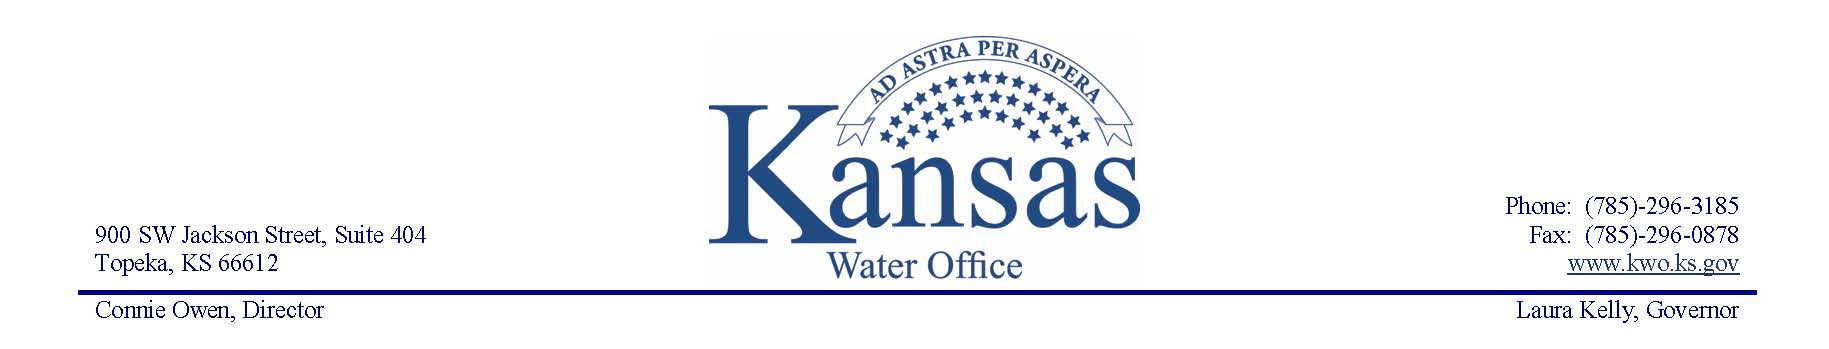 AD ASTRA PER ASPERA
Kansas
Water Office
900 SW Jackson Street, Suite 404
Topeka, KS 66612
Phone: (785)-296-3185
Fax: (785)-296-0878
www.kwo.ks.gov
Connie Owen, Director
Laura Kelly, Governor